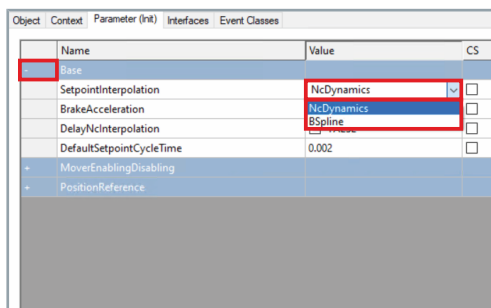 Object Context Parameter (Init) Interfaces Event Classes
Name Value CS
- Base
SetpointInterpolation NcDynamics
BrakeAcceleration NcDynamics
BSpline
DelayNcInterpolation
DefaultSetpointCycleTime 0.002
+ MoverEnablingDisabling
+ PositionReference